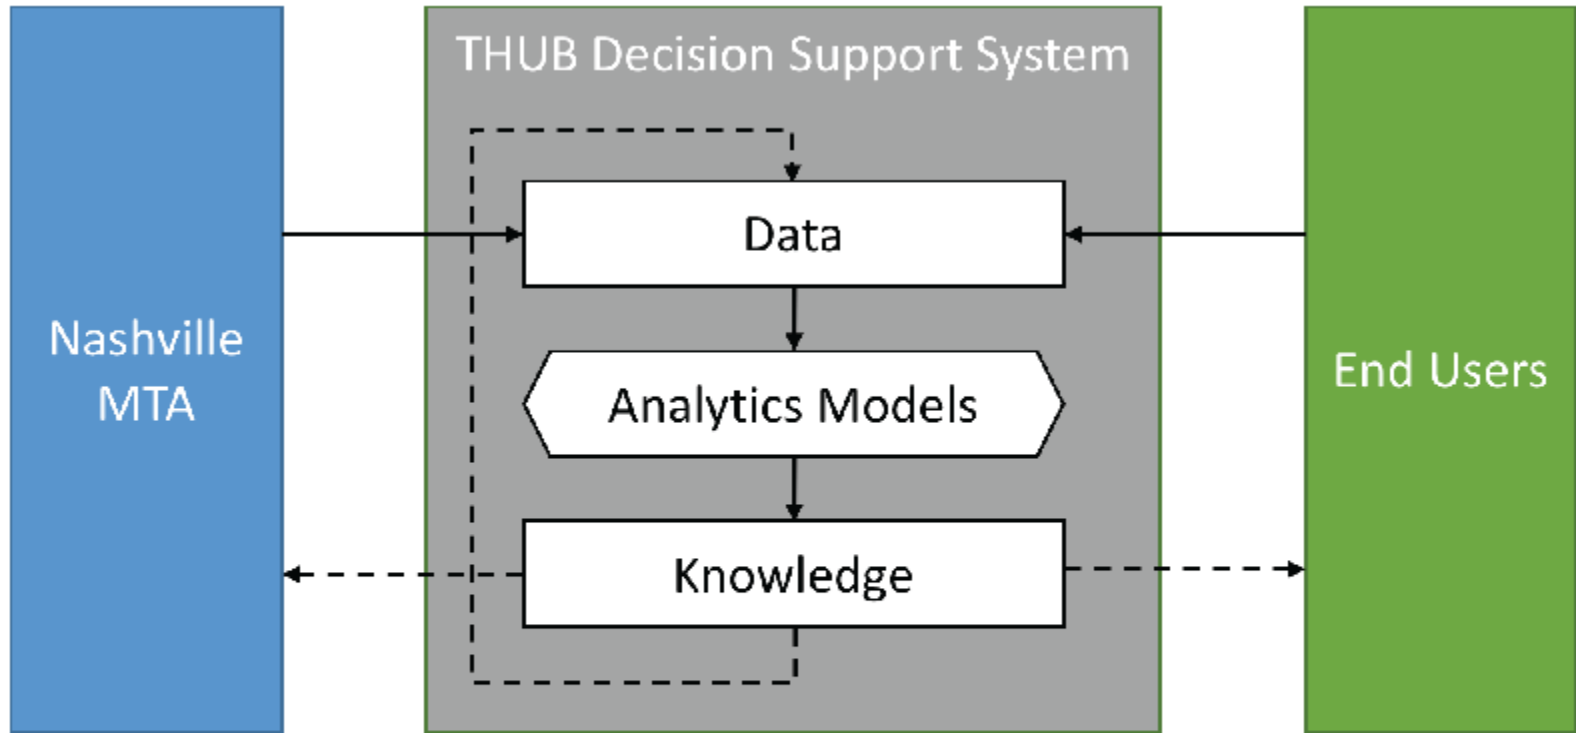 THUB Decision Support System
Data
Nashville
MTA
Analytics Models
End Users
Knowledge